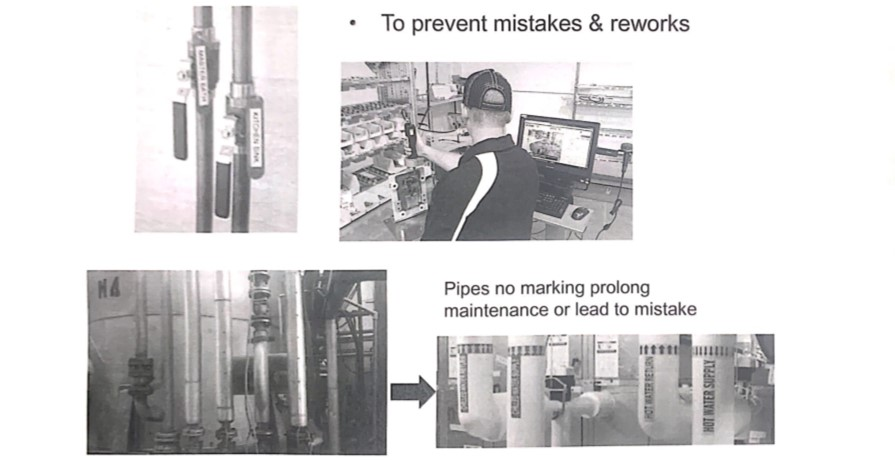 • To prevent mistakes & reworks
MASTER BATH
KITCHEN SINK
N4
Pipes no marking prolong
maintenance or lead to mistake
HOT WATER RETURN
HOT WATER SUPPLY